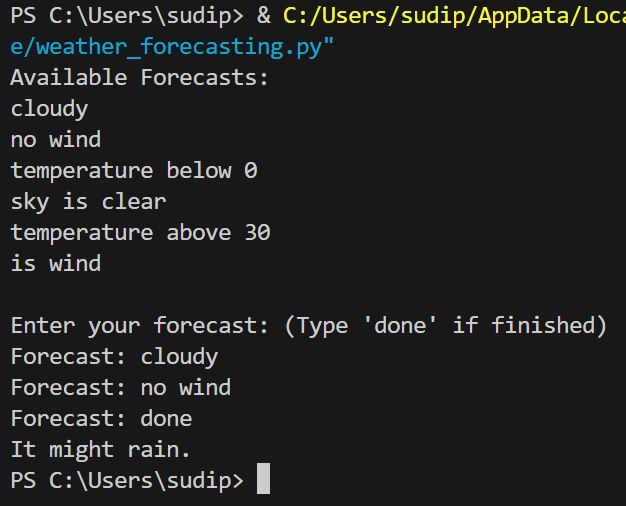 PS C:\Users\sudip> & C:/Users/sudip/AppData/Loca
e/weather_forecasting.py"
Available Forecasts:
cloudy
no wind
temperature below 0
sky is clear
temperature above 30
is wind
Enter your forecast: (Type 'done' if finished)
Forecast: cloudy
Forecast: no wind
Forecast: done
It might rain.
PS C:\Users\sudip>